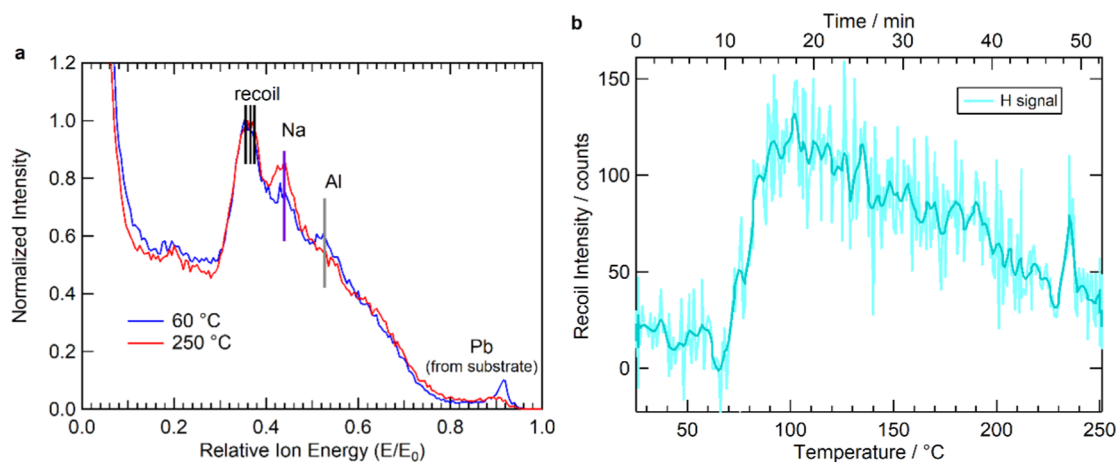 a
1.2
1.0
0.8
0.6
0.4
0.2
0.0
Normalized Intensity
recoil
Na
Al
60 °C
250 °C
Pb
(from substrate)
0.0 0.2 0.4 0.6 0.8 1.0
Relative Ion Energy (E/E₀)
b
Time / min
0 10 20 30 40 50
150
100
50
0
Recoil Intensity / counts
H signal
50 100 150 200 250
Temperature / °C